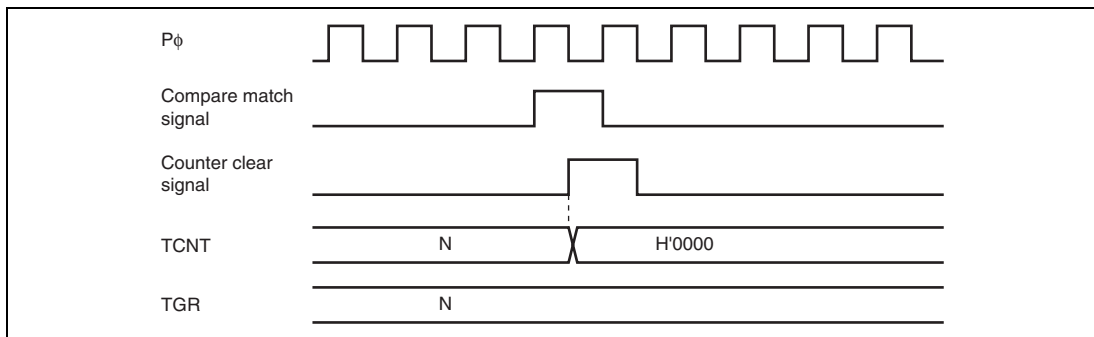 Pϕ
Compare match
signal
Counter clear
signal
TCNT N H'0000
TGR N